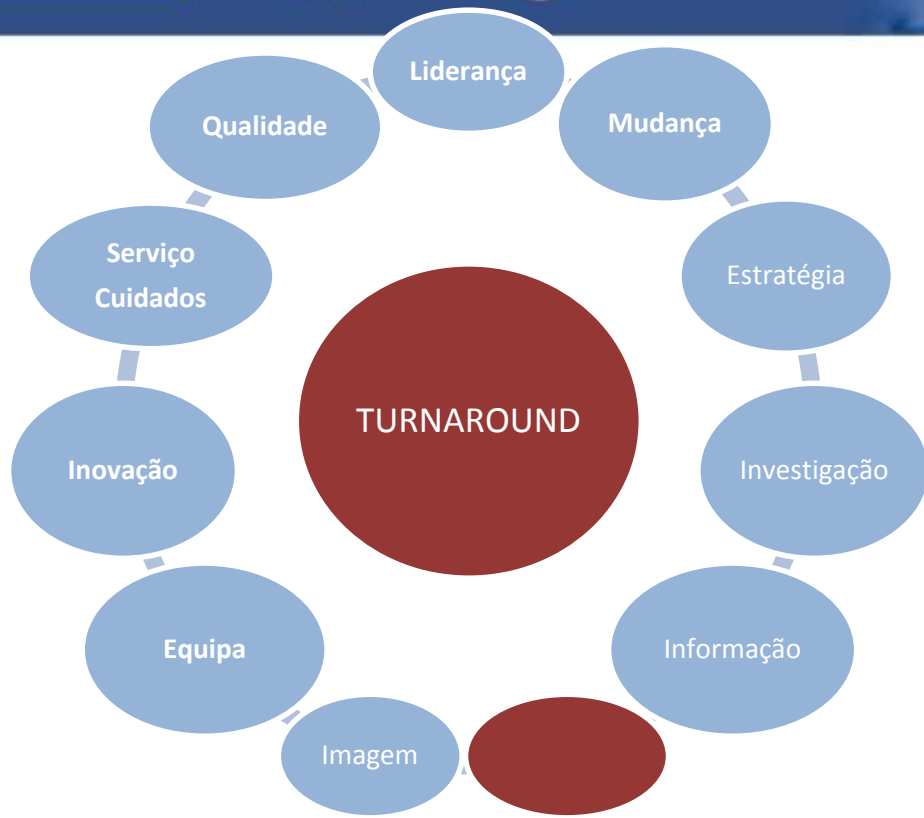 Liderança
Mudança
Estratégia
Investigação
Informação
Imagem
Equipa
Inovação
Serviço
Cuidados
Qualidade
TURNAROUND